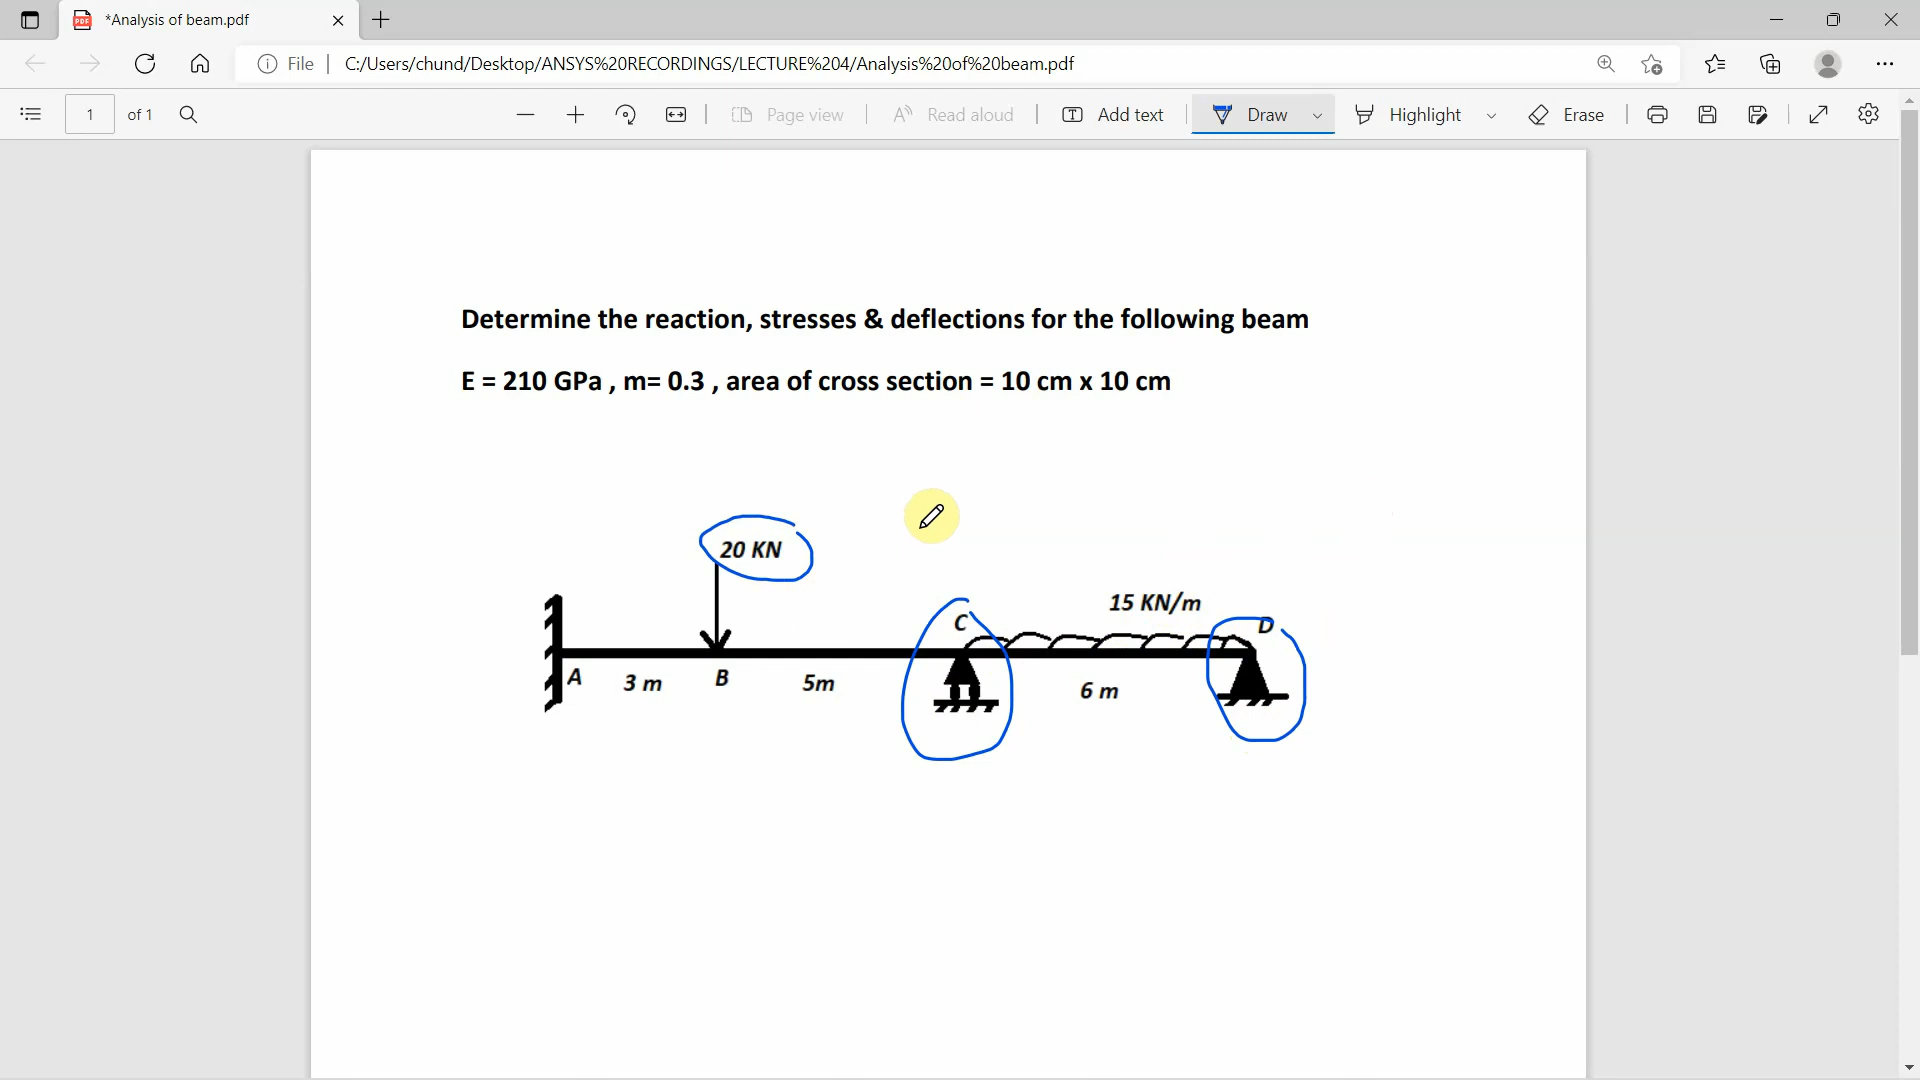 *Analysis of beam.pdf
File | C:/Users/chund/Desktop/ANSYS%20RECORDINGS/LECTURE%204/Analysis%20of%20beam.pdf
1 of 1 Page view Read aloud Add text Draw Highlight Erase
Determine the reaction, stresses & deflections for the following beam
E = 210 GPa , m= 0.3 , area of cross section = 10 cm x 10 cm
20 KN
15 KN/m
C D
A 3 m B 5m 6 m